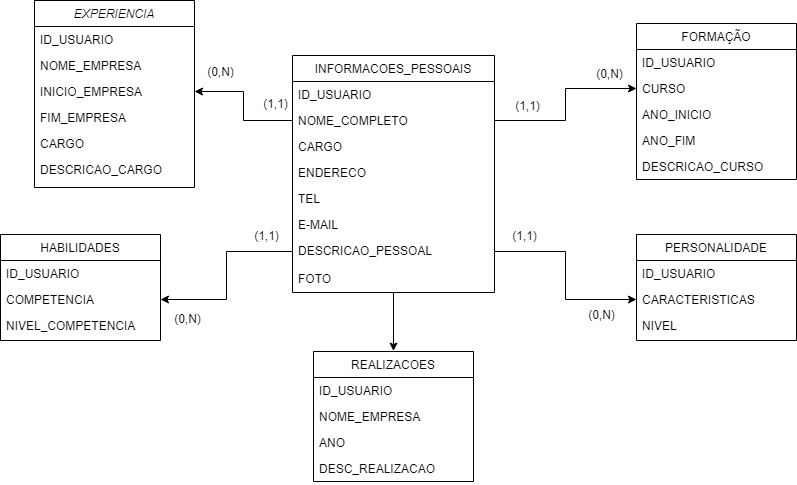 EXPERIENCIA
ID_USUARIO
NOME_EMPRESA
INICIO_EMPRESA
FIM_EMPRESA
CARGO
DESCRICAO_CARGO
(0,N)
(1,1)
INFORMACOES_PESSOAIS
ID_USUARIO
NOME_COMPLETO
CARGO
ENDERECO
TEL
E-MAIL
DESCRICAO_PESSOAL
FOTO
(1,1)
(0,N)
FORMAÇÃO
ID_USUARIO
CURSO
ANO_INICIO
ANO_FIM
DESCRICAO_CURSO
HABILIDADES
ID_USUARIO
COMPETENCIA
NIVEL_COMPETENCIA
(1,1)
(0,N)
(1,1)
(0,N)
PERSONALIDADE
ID_USUARIO
CARACTERISTICAS
NIVEL
REALIZACOES
ID_USUARIO
NOME_EMPRESA
ANO
DESC_REALIZACAO